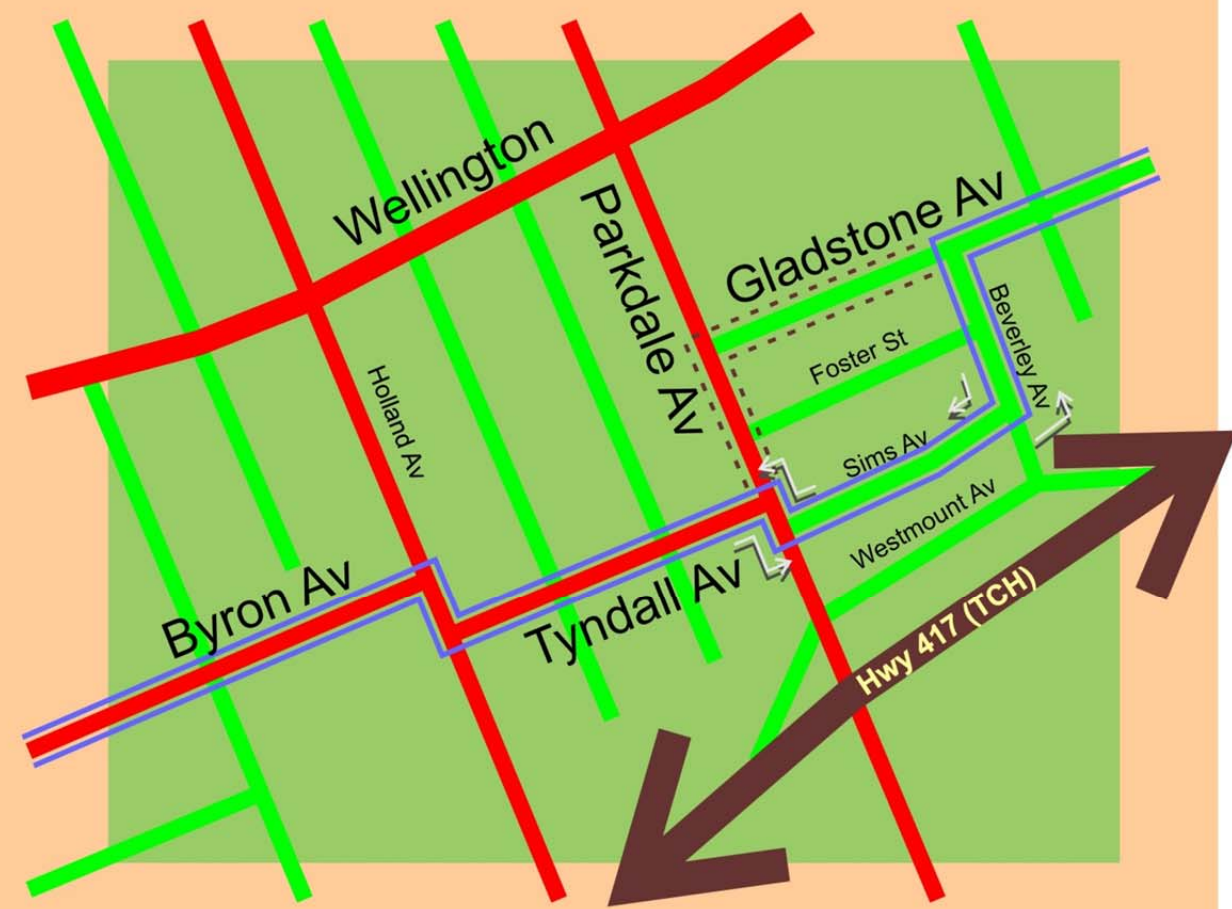 Wellington
Parkdale Av
Gladstone Av
Beverley Av
Foster St
Holland Av
Sims Av
Westmount Av
Byron Av
Tyndall Av
Hwy 417 (TCH)